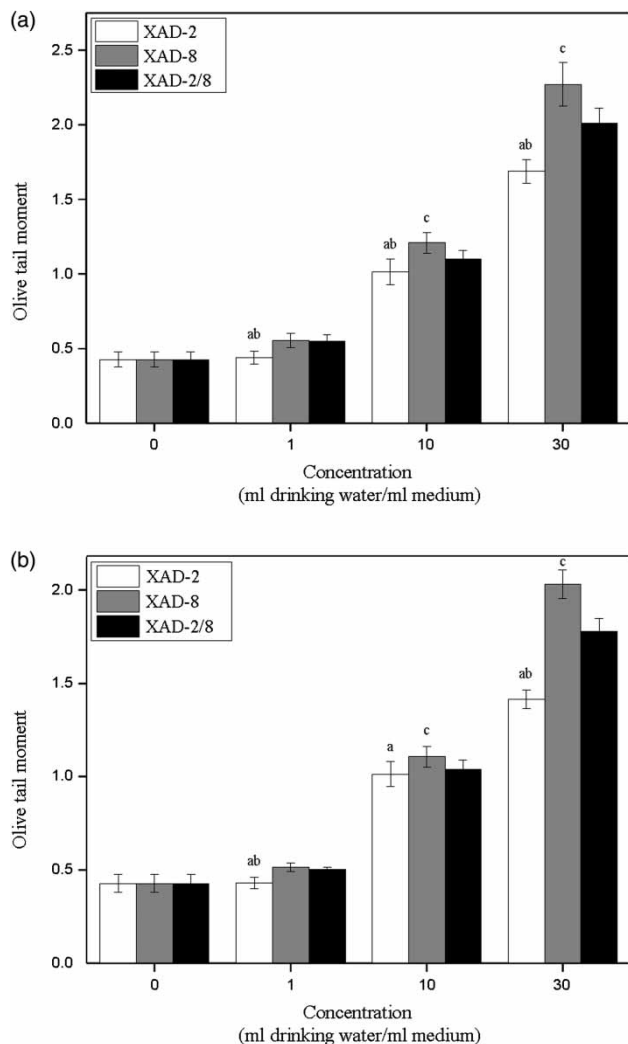 (a)
XAD-2
XAD-8
XAD-2/8
c
2.5
2.0
ab
1.5
ab
c
1.0
ab
0.5
0.0
Olive tail moment
0
1
10
30
Concentration
(ml drinking water/ml medium)
(b)
XAD-2
XAD-8
XAD-2/8
c
2.0
ab
1.5
a
c
1.0
ab
0.5
0.0
Olive tail moment
0
1
10
30
Concentration
(ml drinking water/ml medium)